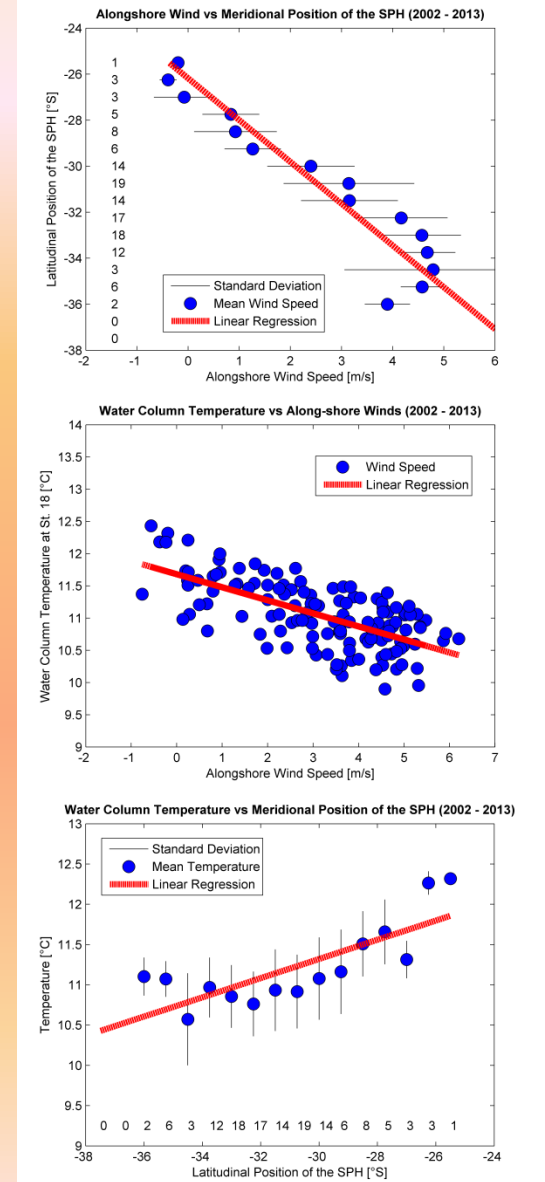 Alongshore Wind vs Meridional Position of the SPH (2002 - 2013)
-24
-26
-28
-30
-32
-34
-36
-38
Latitudinal Position of the SPH [°S]
1
3
3
5
8
6
14
19
14
17
18
12
3
6
2
0
0
Standard Deviation
Mean Wind Speed
Linear Regression
-2 -1 0 1 2 3 4 5 6
Alongshore Wind Speed [m/s]
Water Column Temperature vs Along-shore Winds (2002 - 2013)
14
13.5
13
12.5
12
11.5
11
10.5
10
9.5
9
Water Column Temperature at St. 18 [°C]
Wind Speed
Linear Regression
-2 -1 0 1 2 3 4 5 6 7
Alongshore Wind Speed [m/s]
Water Column Temperature vs Meridional Position of the SPH (2002 - 2013)
13
12.5
12
11.5
11
10.5
10
9.5
9
Temperature [°C]
Standard Deviation
Mean Temperature
Linear Regression
0 0 2 6 3 12 18 17 14 19 14 6 8 5 3 3 1
-38 -36 -34 -32 -30 -28 -26 -24
Latitudinal Position of the SPH [°S]